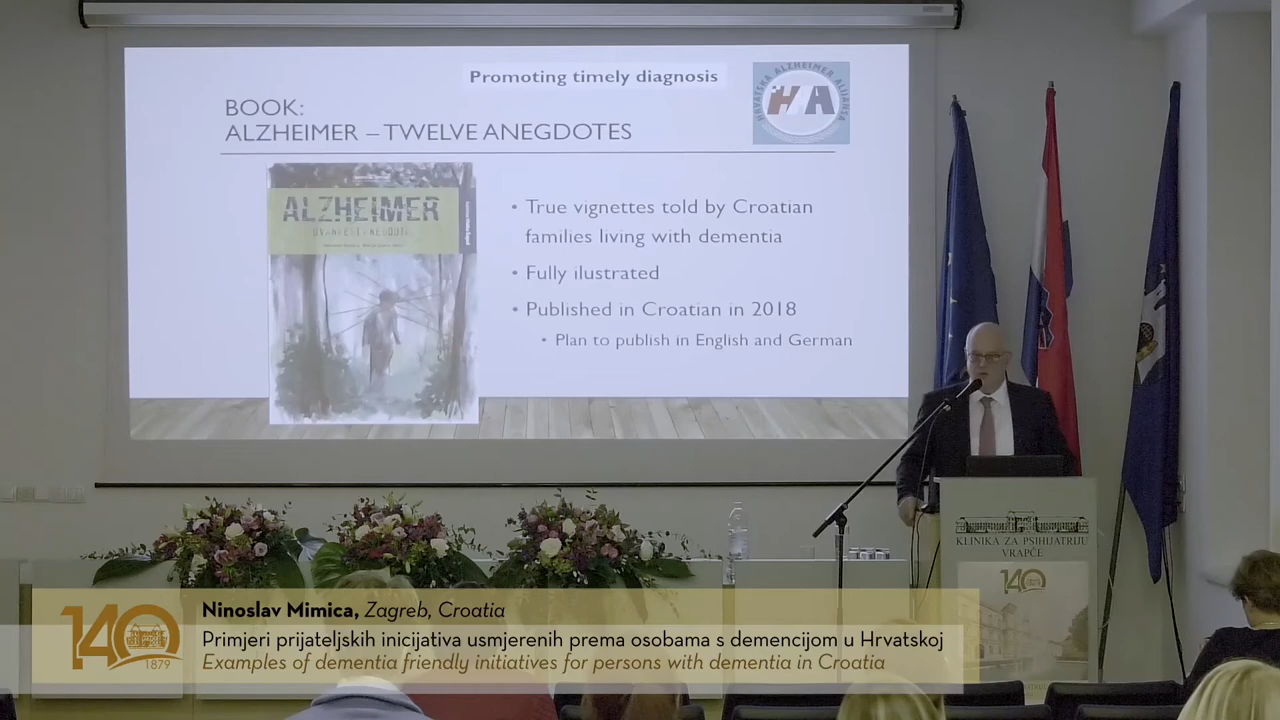 Promoting timely diagnosis
HRVATSKA ALZHEIMER ALIJANSA
BOOK:
ALZHEIMER – TWELVE ANEGDOTES
ALZHEIMER
• True vignettes told by Croatian
families living with dementia
• Fully ilustrated
• Published in Croatian in 2018
• Plan to publish in English and German
KLINIKA ZA PSIHIJATRIJU
VRAPČE
140
140
1879
Ninoslav Mimica, Zagreb, Croatia
Primjeri prijateljskih inicijativa usmjerenih prema osobama s demencijom u Hrvatskoj
Examples of dementia friendly initiatives for persons with dementia in Croatia